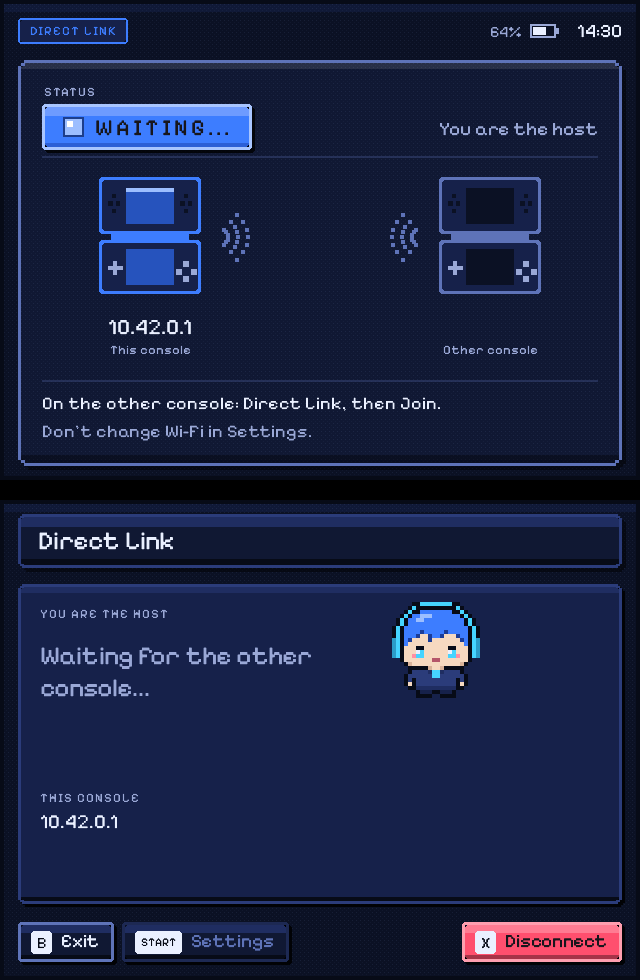 DIRECT LINK
64% 14:30
STATUS
WAITING...
You are the host
10.42.0.1
This console
Other console
On the other console: Direct Link, then Join.
Don't change Wi-Fi in Settings.
Direct Link
YOU ARE THE HOST
Waiting for the other
console...
THIS CONSOLE
10.42.0.1
B Exit
START Settings
X Disconnect